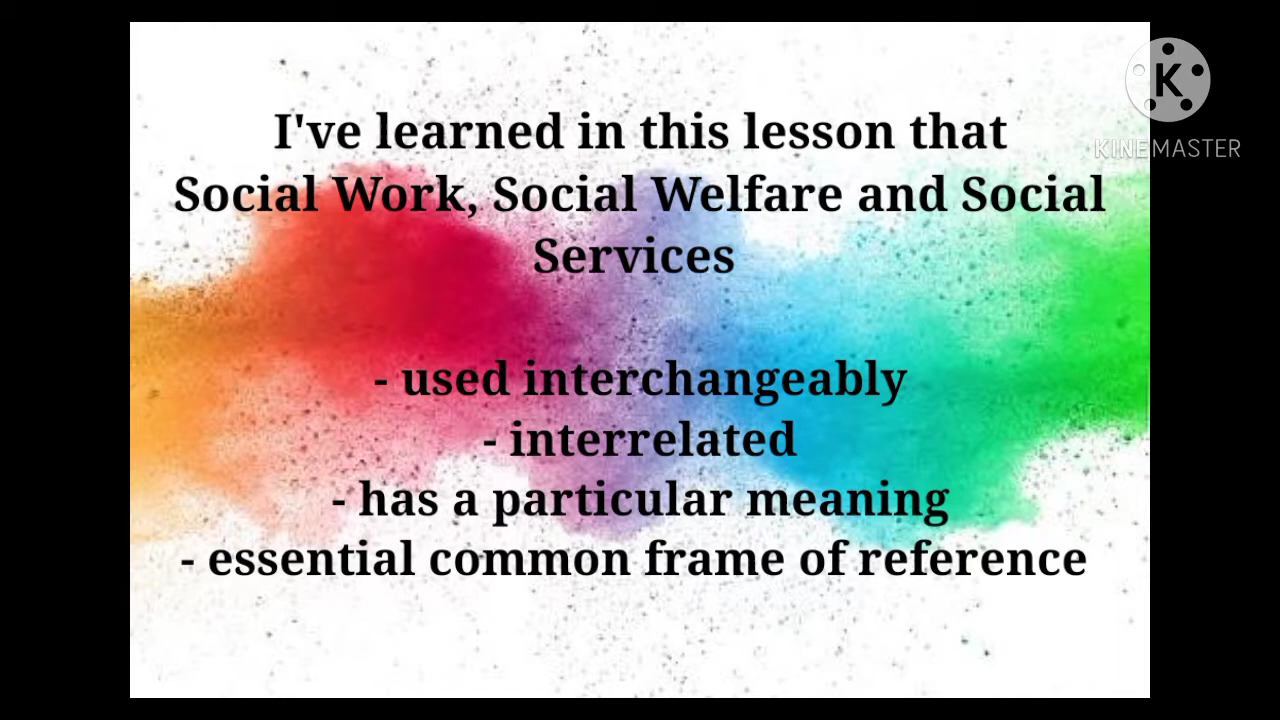 I've learned in this lesson that
Social Work, Social Welfare and Social
Services
- used interchangeably
- interrelated
- has a particular meaning
- essential common frame of reference
K
KINEMASTER